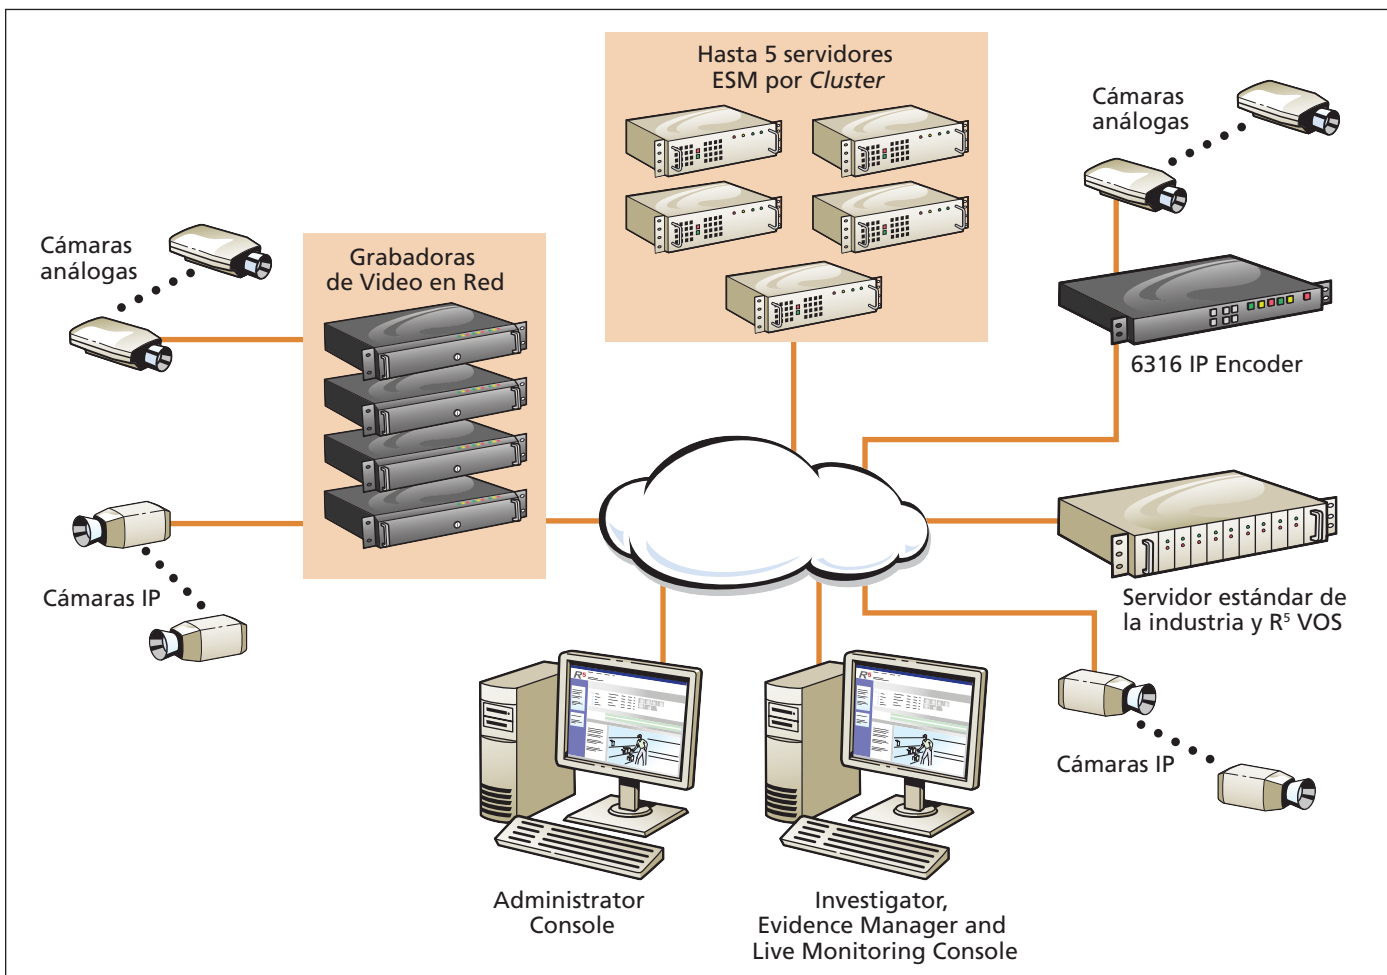 Hasta 5 servidores
ESM por Cluster
Cámaras
análogas
Cámaras
análogas
Grabadoras
de Video en Red
6316 IP Encoder
Cámaras IP
Servidor estándar de
la industria y R⁵ VOS
R⁵
R⁵
Cámaras IP
Administrator
Console
Investigator,
Evidence Manager and
Live Monitoring Console